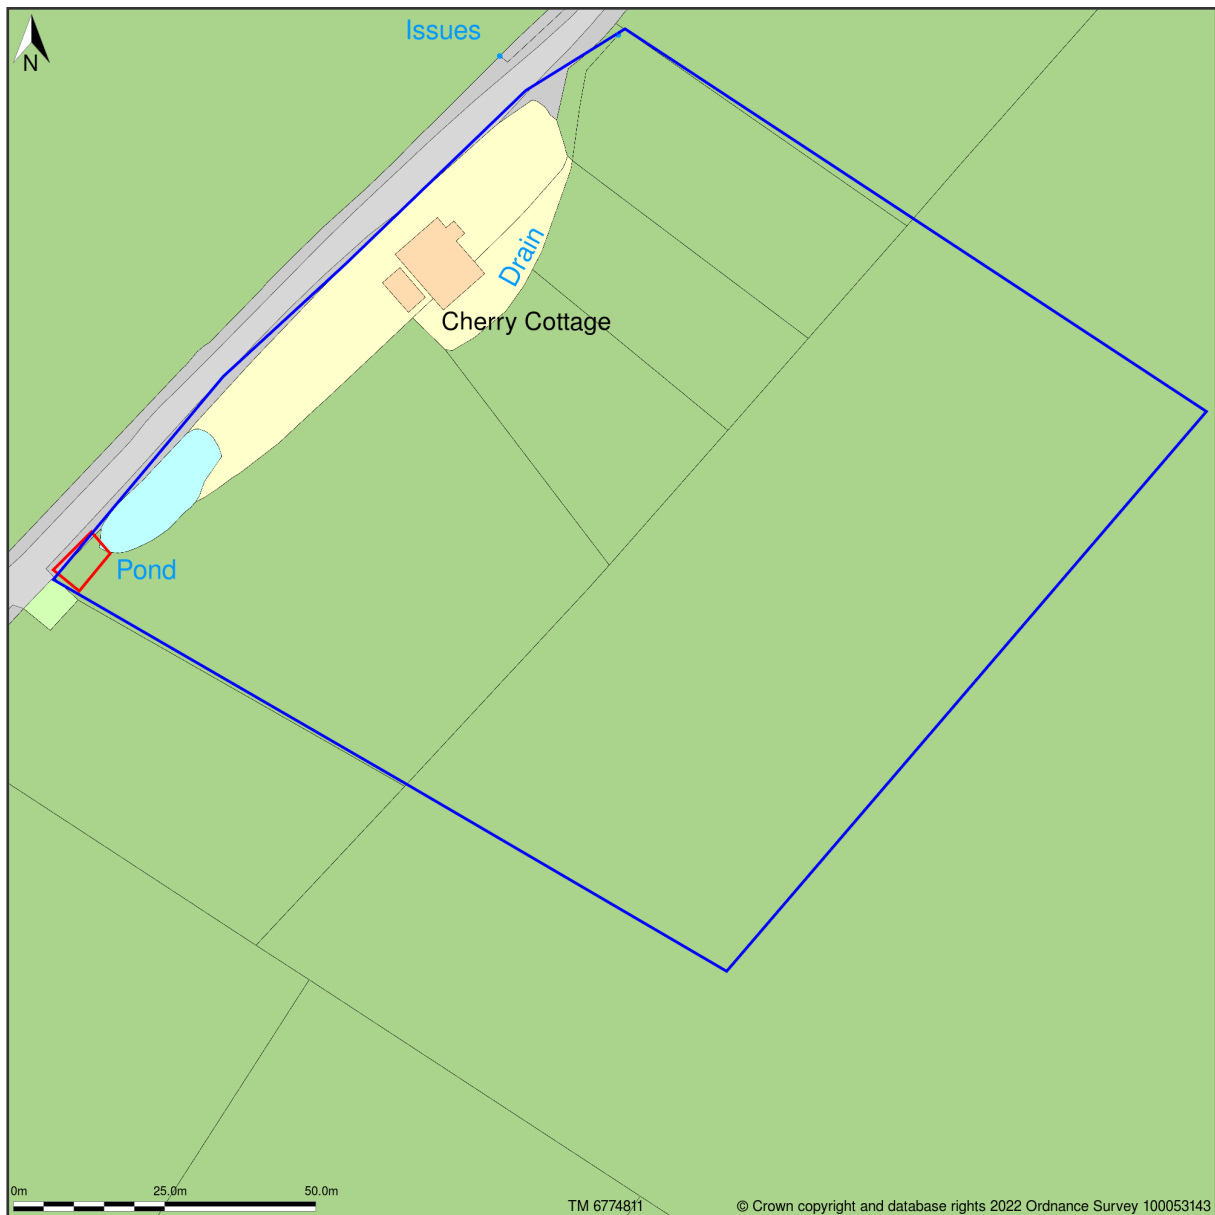 Issues
N
Drain
Cherry Cottage
Pond
0m 25.0m 50.0m
TM 6774811 © Crown copyright and database rights 2022 Ordnance Survey 100053143